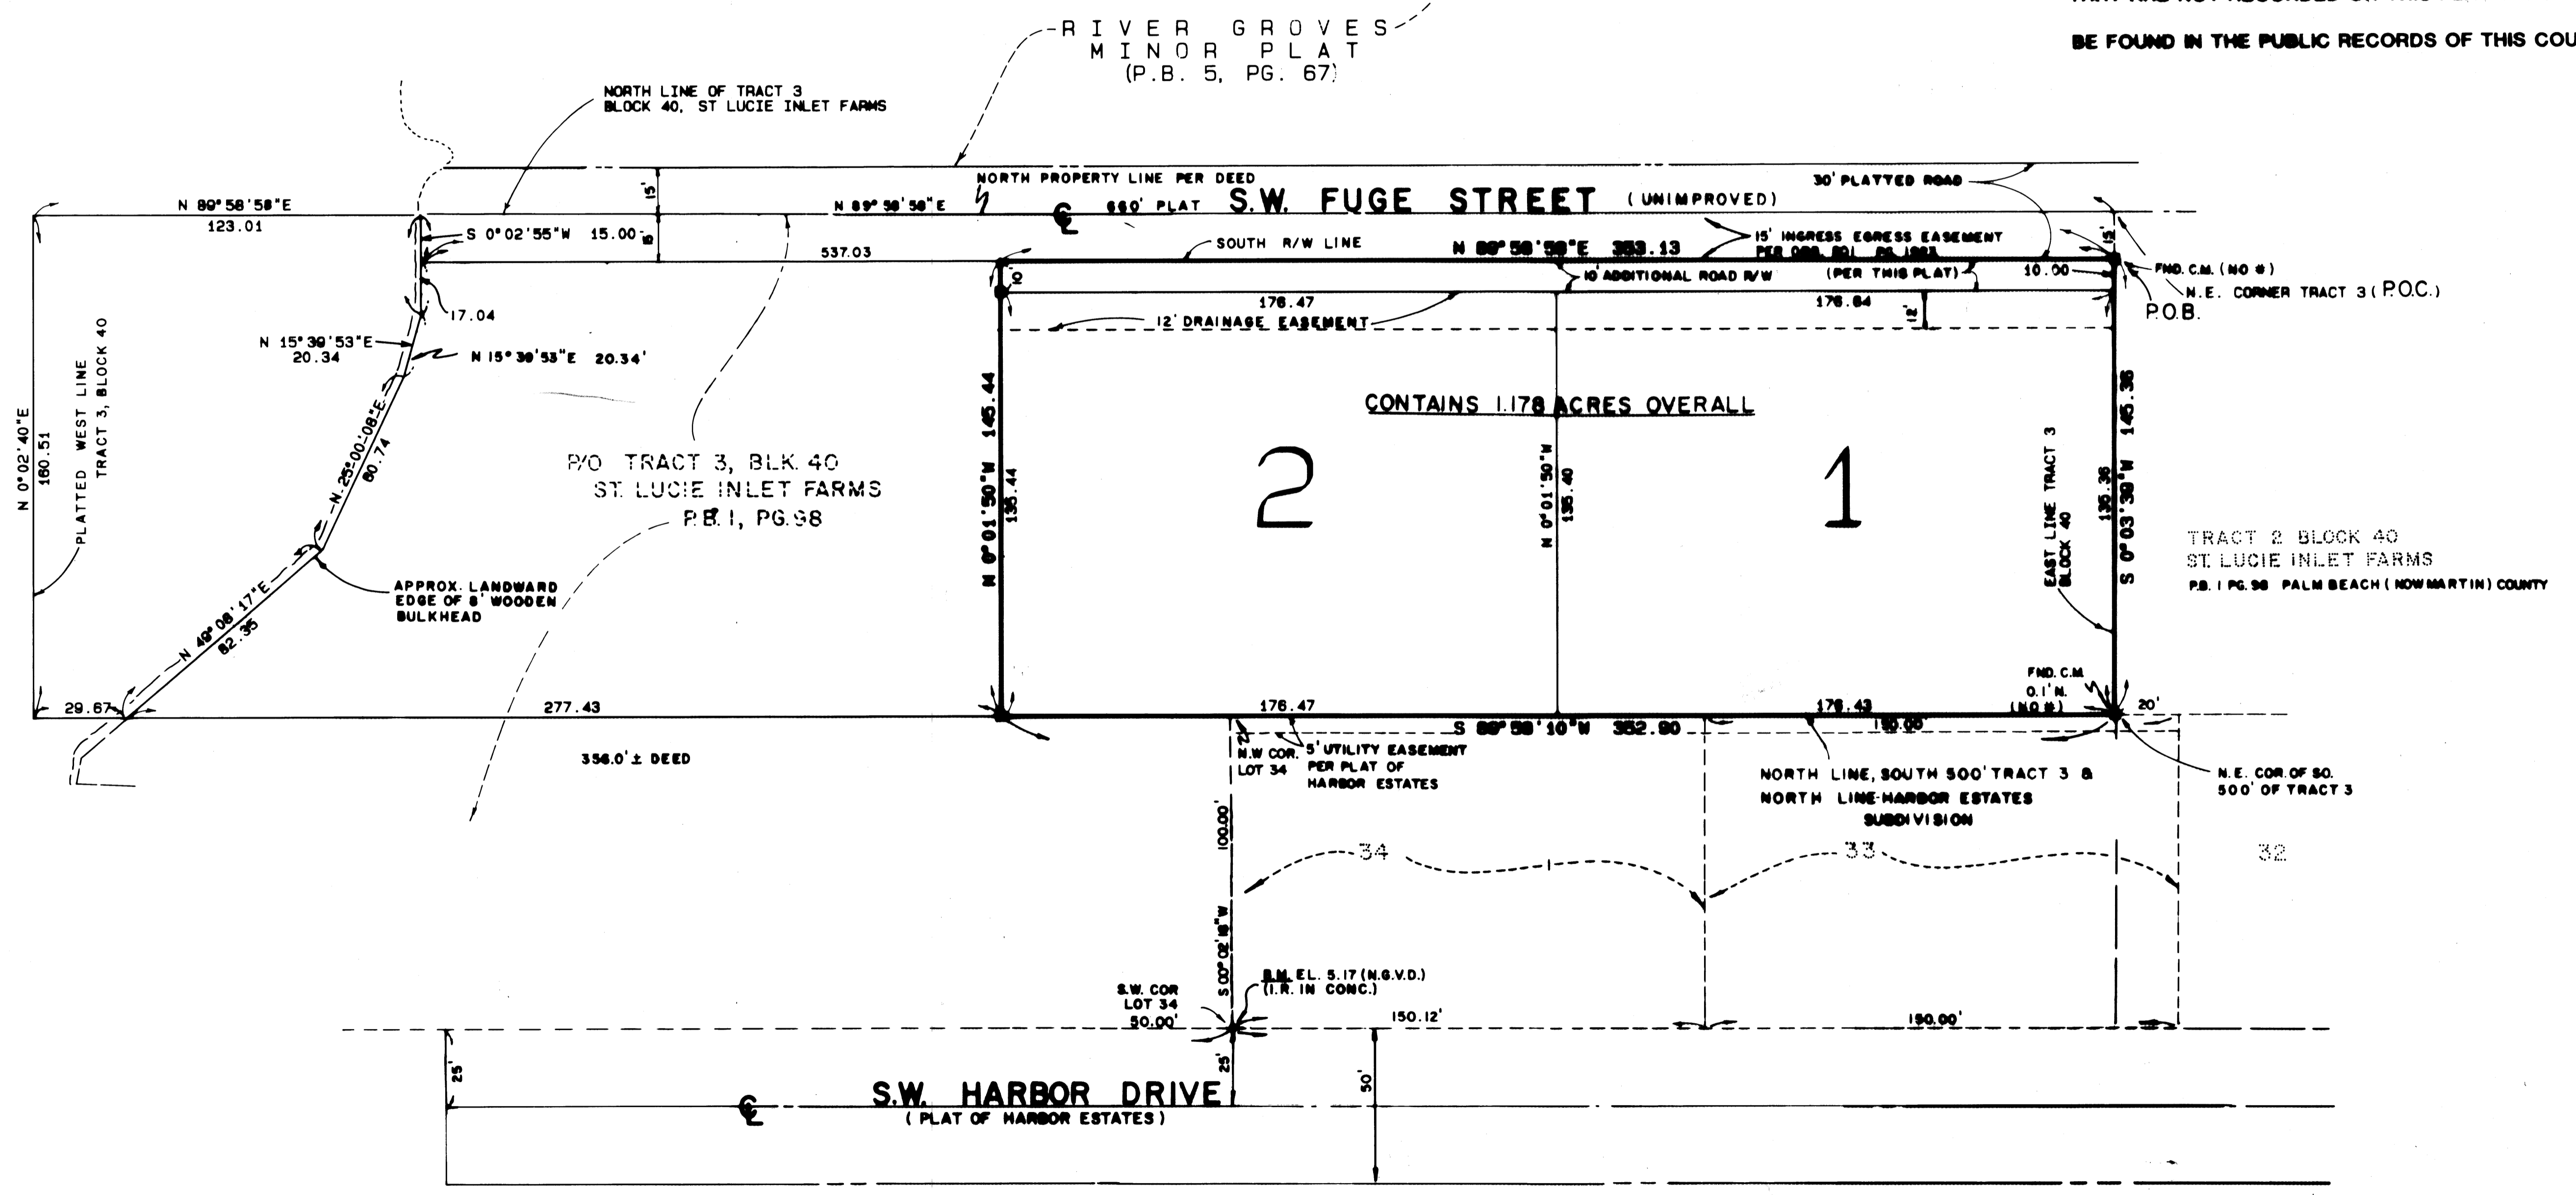 BE FOUND IN THE PUBLIC RECORDS OF THIS COU
RIVER GROVES
MINOR PLAT
(P.B. 5, PG. 67)
NORTH LINE OF TRACT 3
BLOCK 40, ST LUCIE INLET FARMS
NORTH PROPERTY LINE PER DEED
15'
30' PLATTED ROAD
N 89°58'58"E
123.01
N 89°58'58"E
℄
660' PLAT
S.W. FUGE STREET
(UNIMPROVED)
S 0°02'55"W 15.00
15
SOUTH R/W LINE
N 89°58'58"E 353.13
15' INGRESS EGRESS EASEMENT
15'
537.03
10'
10' ADDITIONAL ROAD R/W
(PER THIS PLAT)
10.00
FND. C.M. (NO #)
N.E. CORNER TRACT 3 (P.O.C.)
P.O.B.
176.47
176.64
12' DRAINAGE EASEMENT
12'
17.04
N 15°39'53"E
20.34
N 15°39'53"E 20.34'
N 0°02'40"E
160.51
PLATTED WEST LINE
TRACT 3, BLOCK 40
N. 25°00'08"E
60.74
N 49°08'17"E
82.35
P/O TRACT 3, BLK. 40
ST. LUCIE INLET FARMS
P.B. 1, PG. 98
APPROX. LANDWARD
EDGE OF 8' WOODEN
BULKHEAD
N 0°01'50"W 145.44
135.44
CONTAINS 1.178 ACRES OVERALL
2
N 0°01'50"W
135.40
1
EAST LINE TRACT 3
BLOCK 40
135.36
S 0°03'39"W 145.36
TRACT 2 BLOCK 40
ST. LUCIE INLET FARMS
P.B. 1 PG. 98 PALM BEACH (NOW MARTIN) COUNTY
FND. C.M.
0.1' N.
(NO #)
20'
29.67
277.43
176.47
176.43
150.00
S 89°58'10"W 352.90
356.0' ± DEED
N.W COR.
LOT 34
5' UTILITY EASEMENT
PER PLAT OF
HARBOR ESTATES
NORTH LINE, SOUTH 500' TRACT 3 &
NORTH LINE-HARBOR ESTATES
SUBDIVISION
N.E. COR. OF SO.
500' OF TRACT 3
100.00'
S 00°02'18"W
34
33
32
S.W. COR
LOT 34
50.00'
B.M. EL. 5.17 (N.G.V.D.)
(I.R. IN CONC.)
150.12'
150.00'
25'
25'
50'
S.W. HARBOR DRIVE
℄
(PLAT OF HARBOR ESTATES)